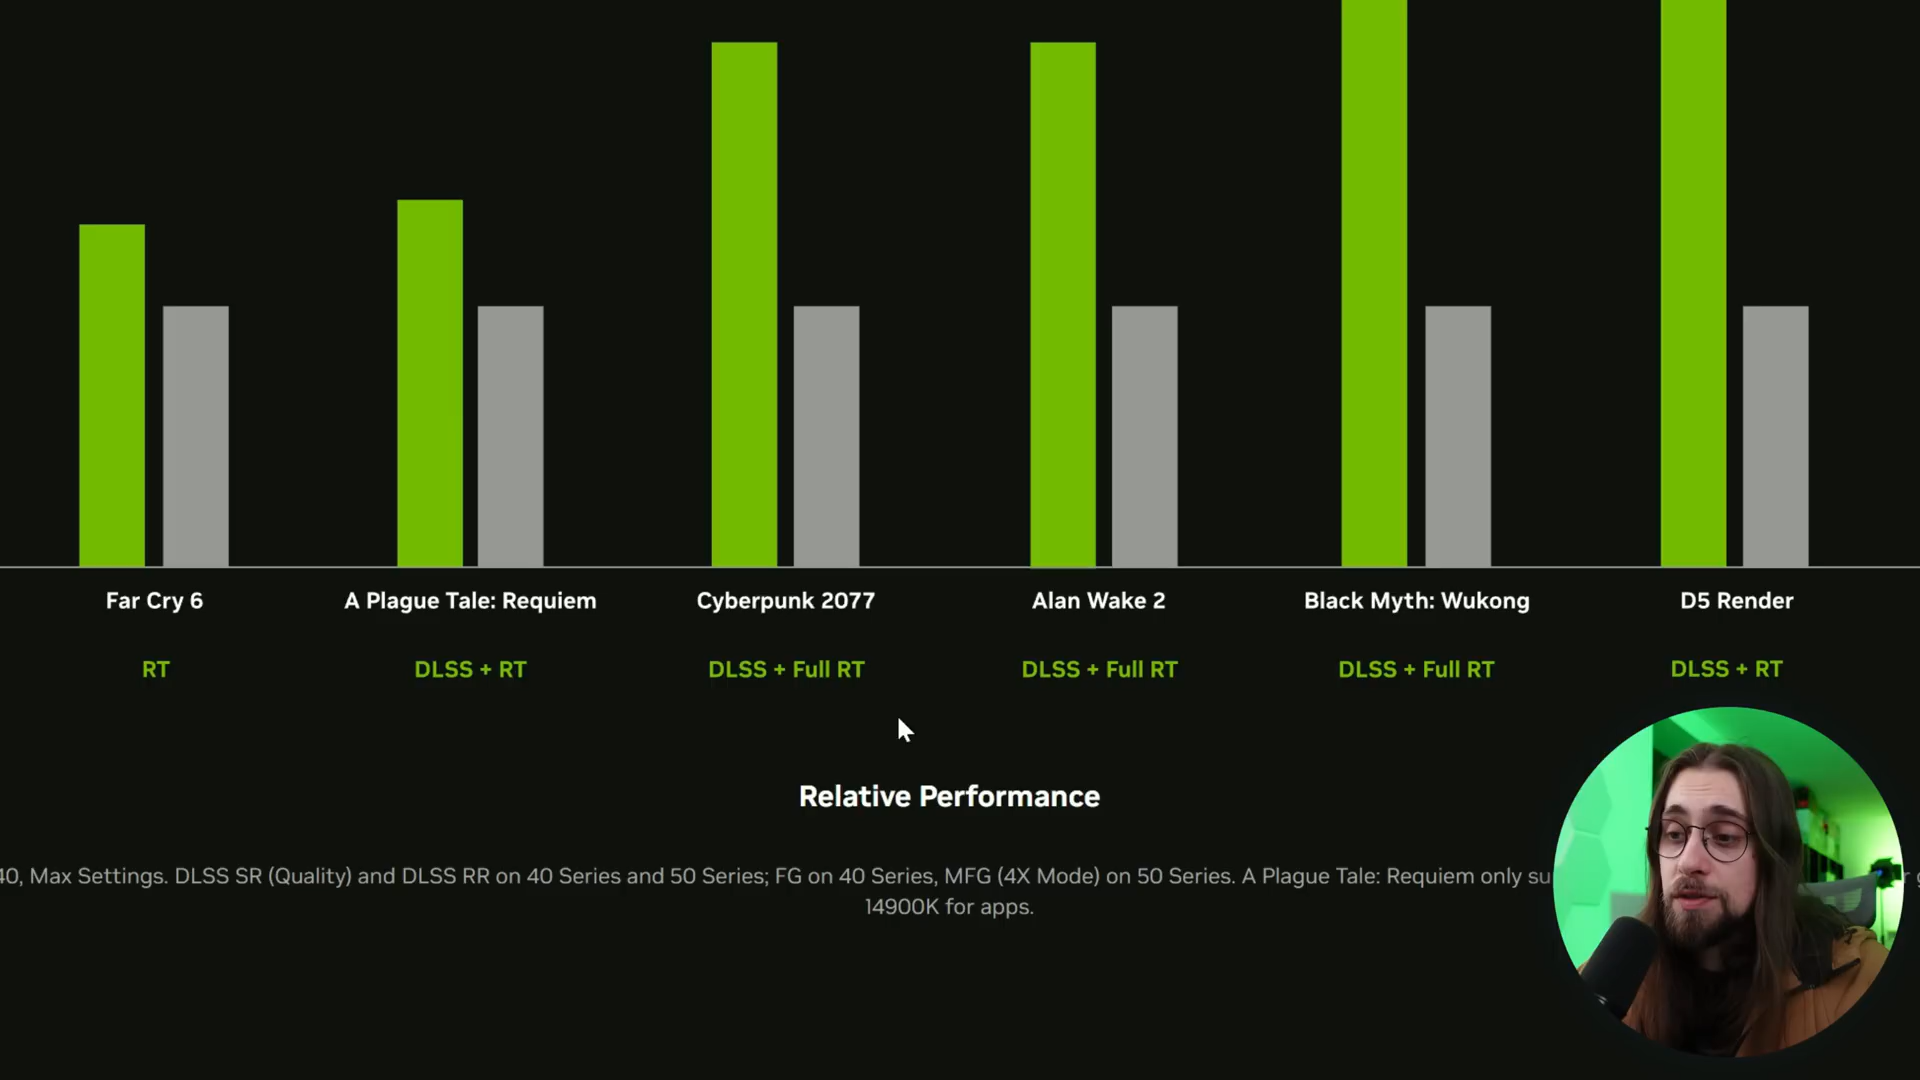 Far Cry 6 A Plague Tale: Requiem Cyberpunk 2077 Alan Wake 2 Black Myth: Wukong D5 Render
RT DLSS + RT DLSS + Full RT DLSS + Full RT DLSS + Full RT DLSS + RT
Relative Performance
40, Max Settings. DLSS SR (Quality) and DLSS RR on 40 Series and 50 Series; FG on 40 Series, MFG (4X Mode) on 50 Series. A Plague Tale: Requiem only
14900K for apps.